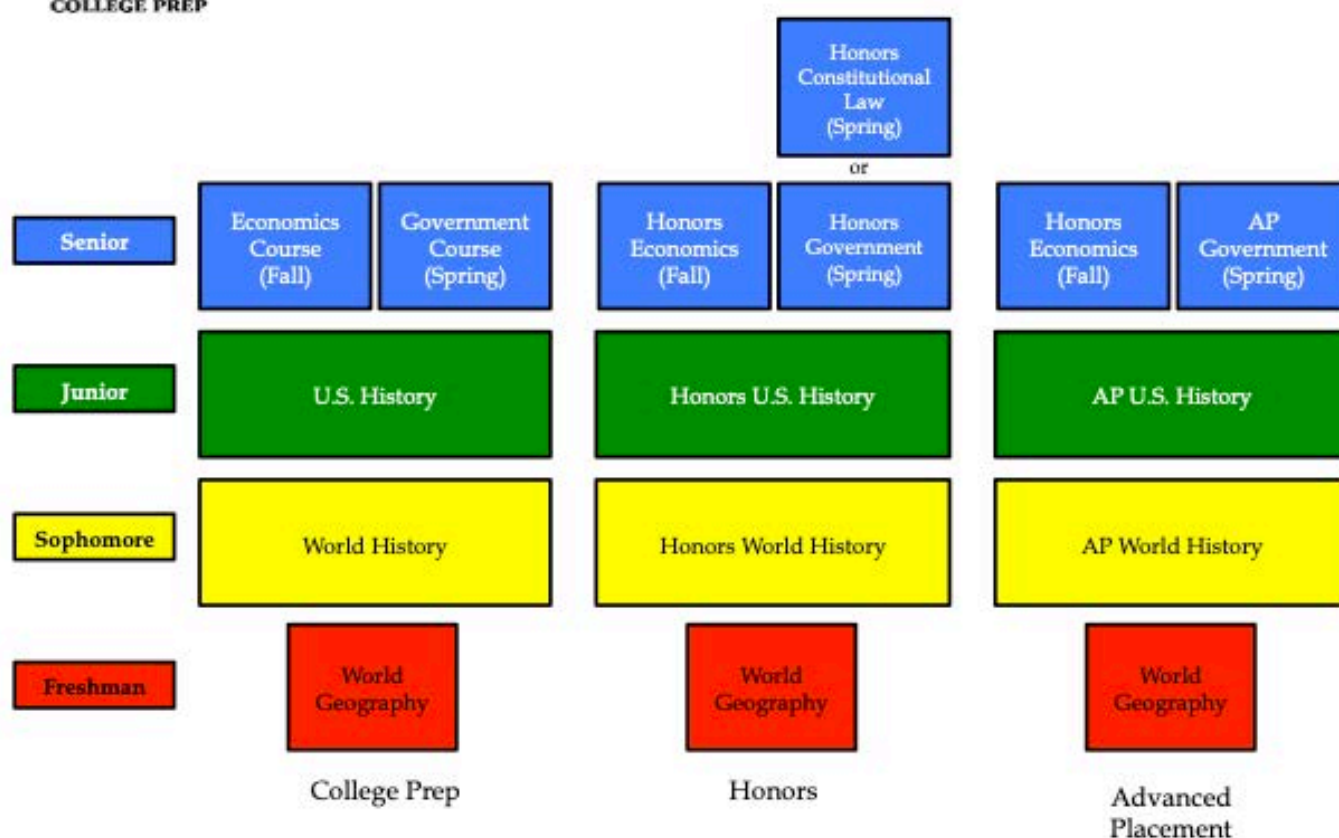 COLLEGE PREP
Honors
Constitutional
Law
(Spring)
or
Senior
Economics
Course
(Fall)
Government
Course
(Spring)
Honors
Economics
(Fall)
Honors
Government
(Spring)
Honors
Economics
(Fall)
AP
Government
(Spring)
Junior
U.S. History
Honors U.S. History
AP U.S. History
Sophomore
World History
Honors World History
AP World History
Freshman
World
Geography
World
Geography
World
Geography
College Prep
Honors
Advanced
Placement